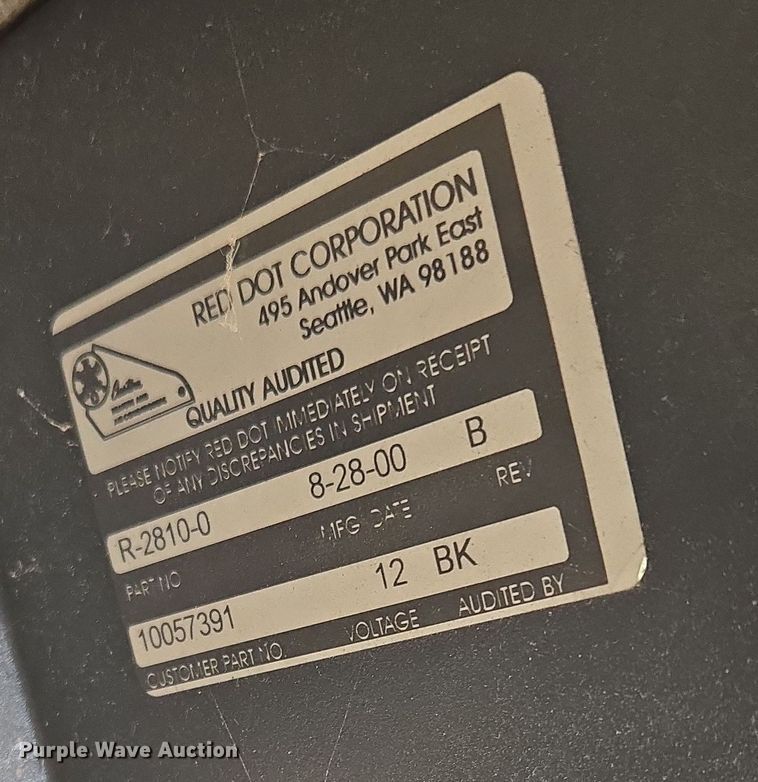 RED DOT CORPORATION
495 Andover Park East
Seattle, WA 98188
QUALITY AUDITED
PLEASE NOTIFY RED DOT IMMEDIATELY ON RECEIPT
OF ANY DISCREPANCIES IN SHIPMENT
R-2810-0 8-28-00 B
PART NO MFG DATE REV
10057391 12 BK
CUSTOMER PART NO. VOLTAGE AUDITED BY
Purple Wave Auction